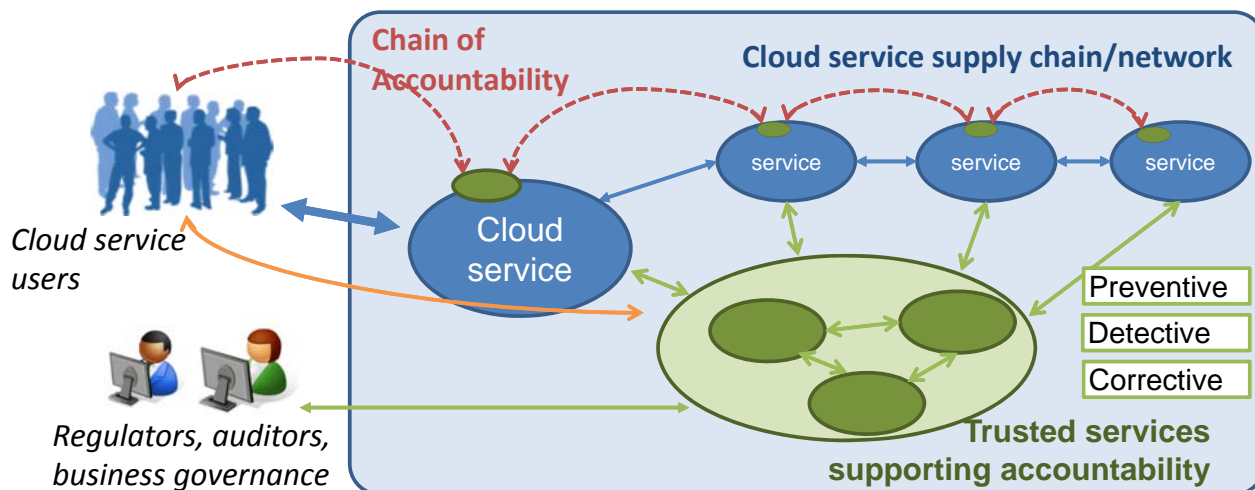 Chain of
Accountability
Cloud service supply chain/network
service
service
service
Cloud
service
Cloud service
users
Preventive
Detective
Corrective
Regulators, auditors,
business governance
Trusted services
supporting accountability